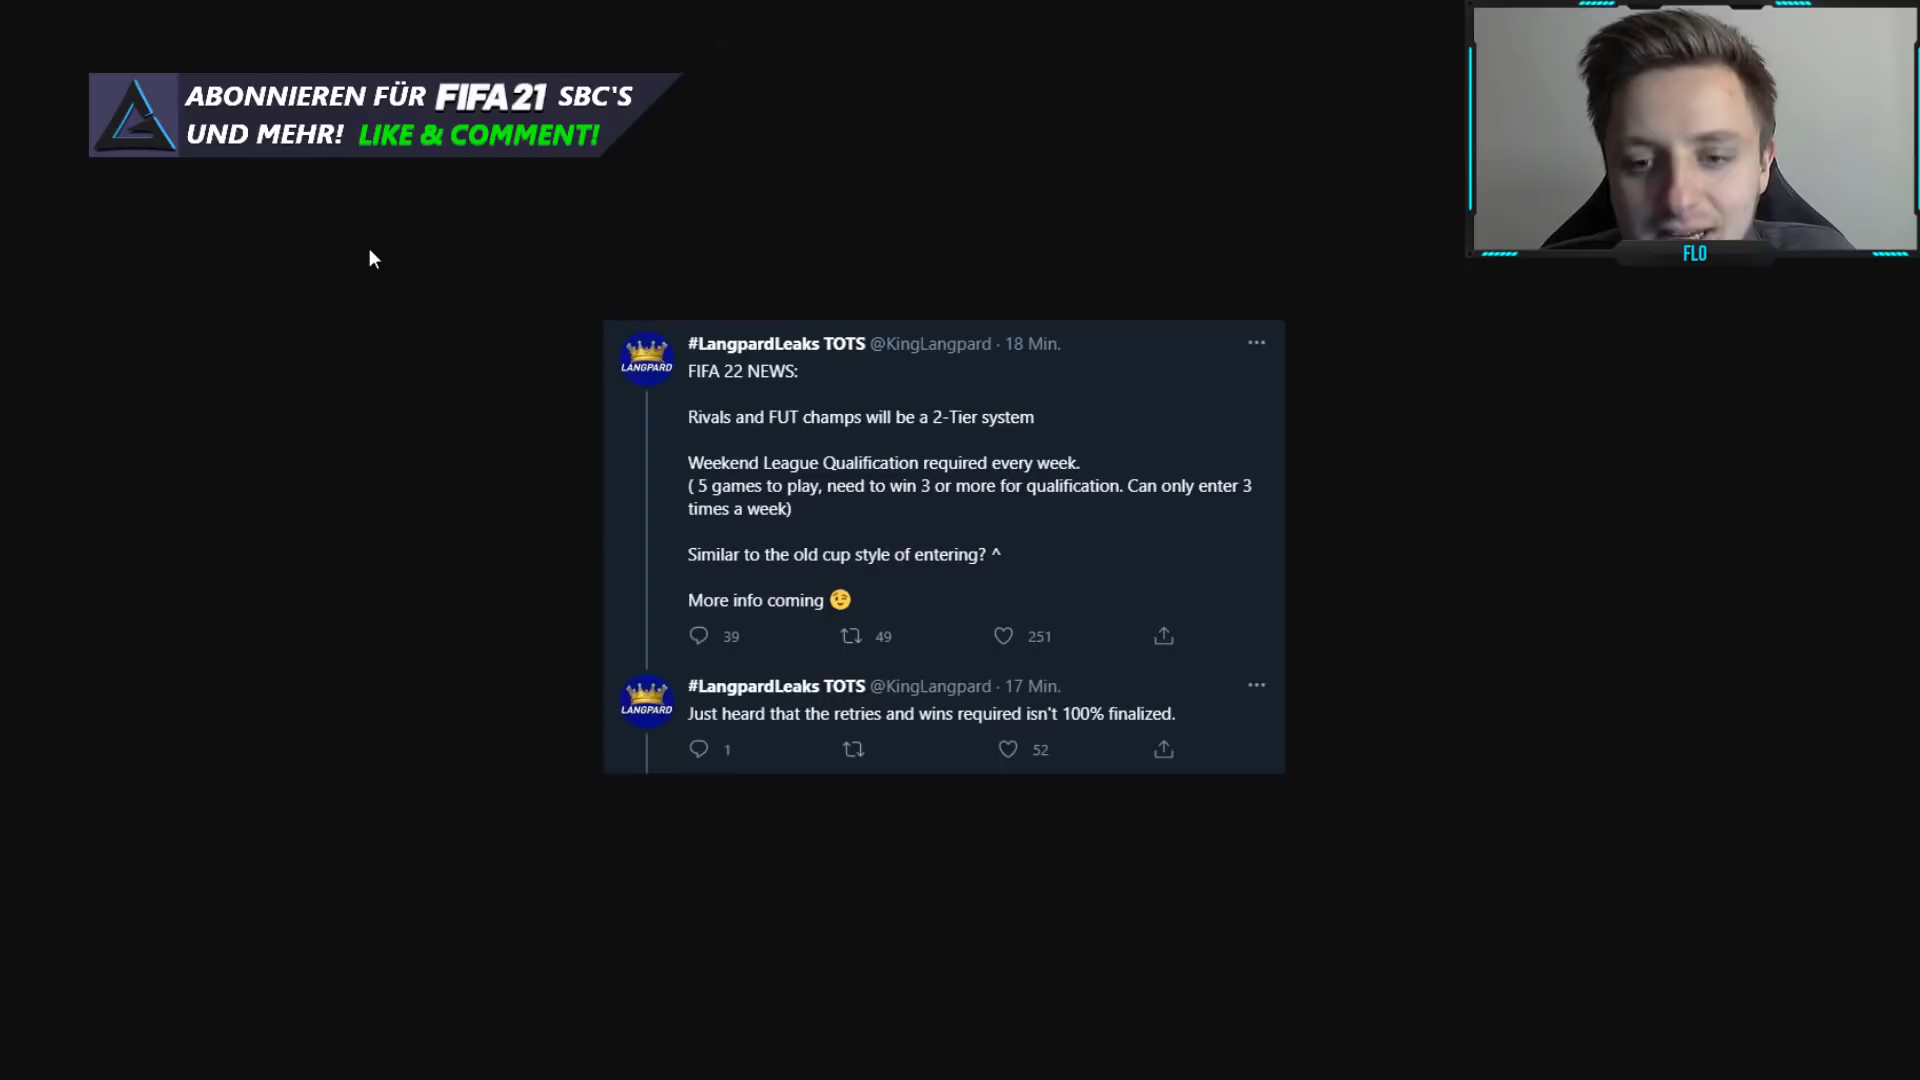 ABONNIEREN FÜR FIFA 21 SBC'S
UND MEHR! LIKE & COMMENT!
FLO
#LangpardLeaks TOTS @KingLangpard · 18 Min.
LANGPARD
FIFA 22 NEWS:
Rivals and FUT champs will be a 2-Tier system
Weekend League Qualification required every week.
( 5 games to play, need to win 3 or more for qualification. Can only enter 3
times a week)
Similar to the old cup style of entering? ^
More info coming 😉
39 49 251
#LangpardLeaks TOTS @KingLangpard · 17 Min.
LANGPARD
Just heard that the retries and wins required isn't 100% finalized.
1 52